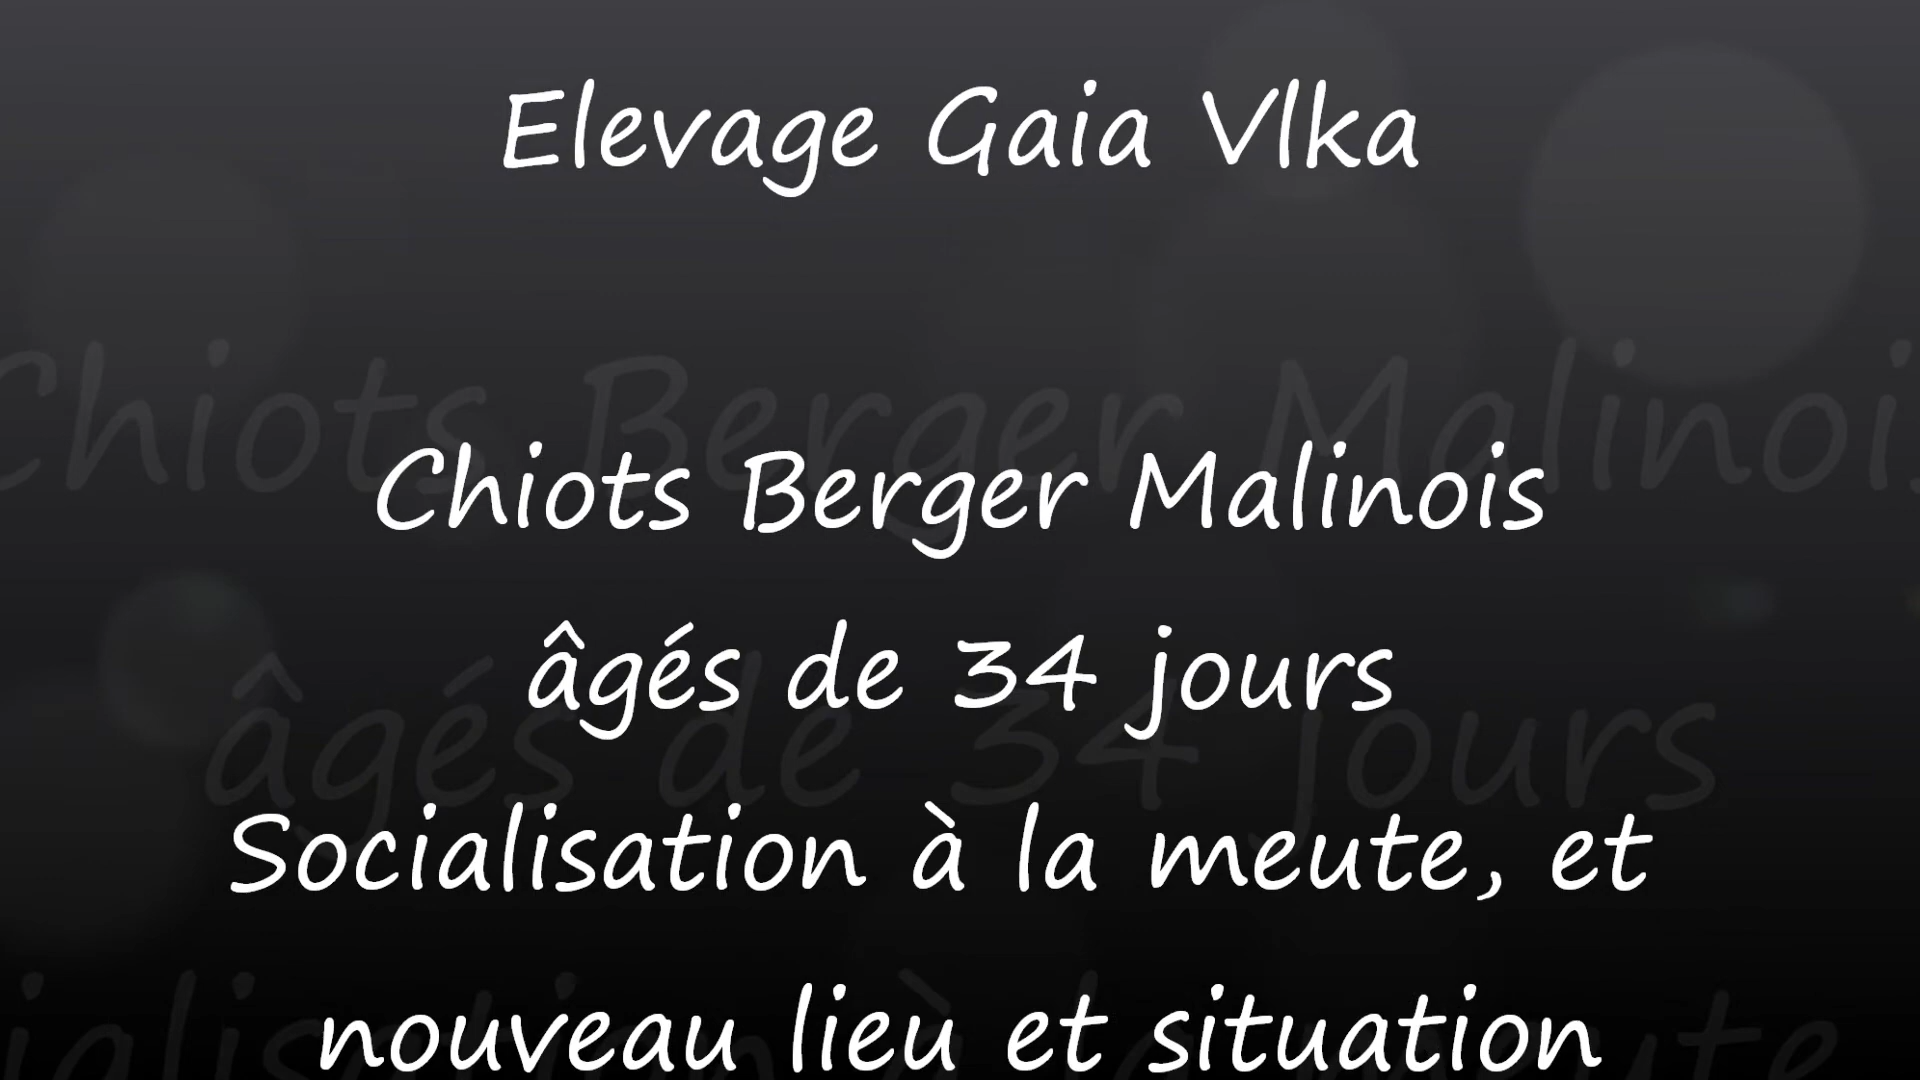 Elevage Gaia Vlka
Chiots Berger Malinois
âgés de 34 jours
Socialisation à la meute, et
nouveau lieu et situation